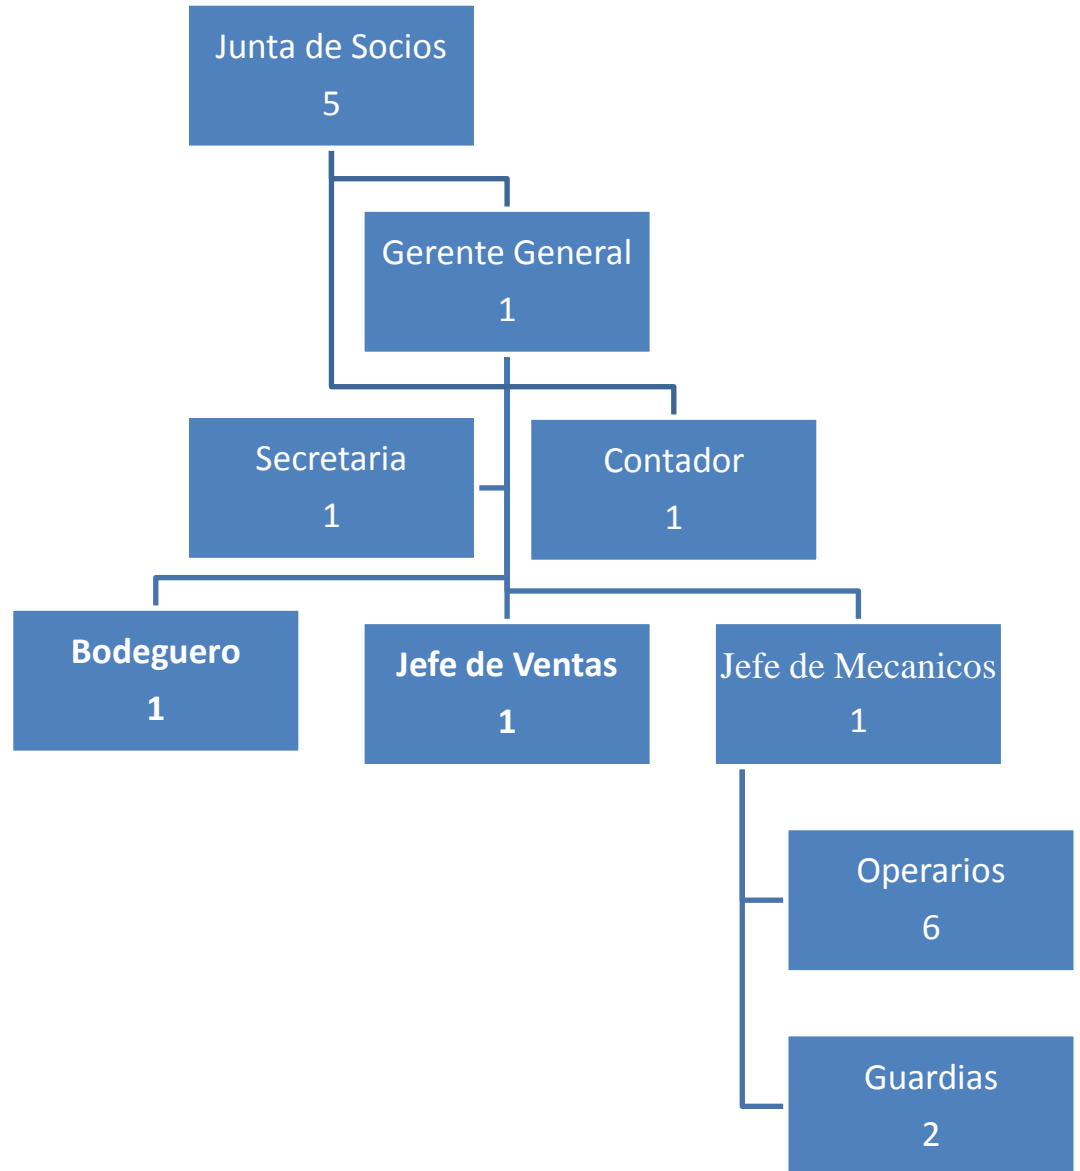 Junta de Socios
5
Gerente General
1
Secretaria
1
Contador
1
Bodeguero
1
Jefe de Ventas
1
Jefe de Mecanicos
1
Operarios
6
Guardias
2